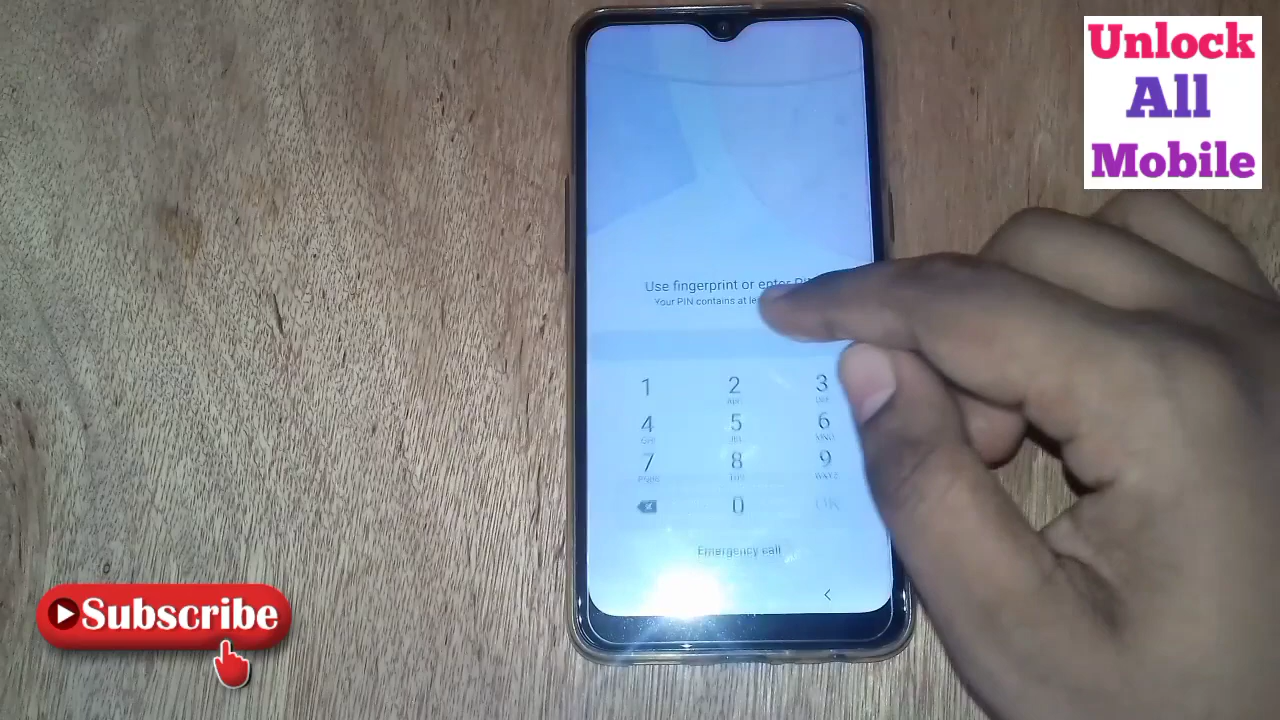 Unlock
All
Mobile
Use fingerprint or enter
Your PIN contains at
1
2
3
4
5
6
7
8
9
0
OK
Emergency call
Subscribe